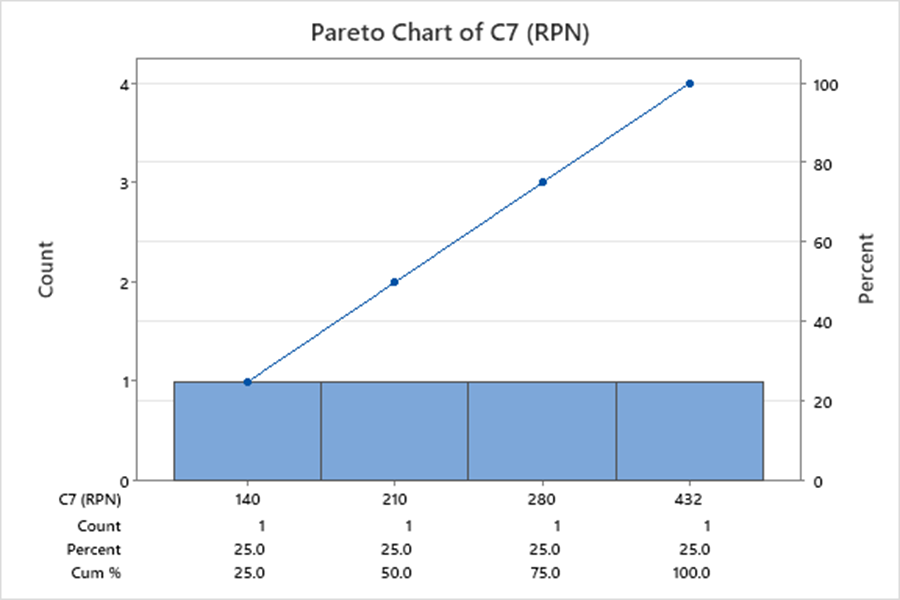 Pareto Chart of C7 (RPN)
4
3
2
1
0
Count
100
80
60
40
20
0
Percent
C7 (RPN) 140 210 280 432
Count 1 1 1 1
Percent 25.0 25.0 25.0 25.0
Cum % 25.0 50.0 75.0 100.0